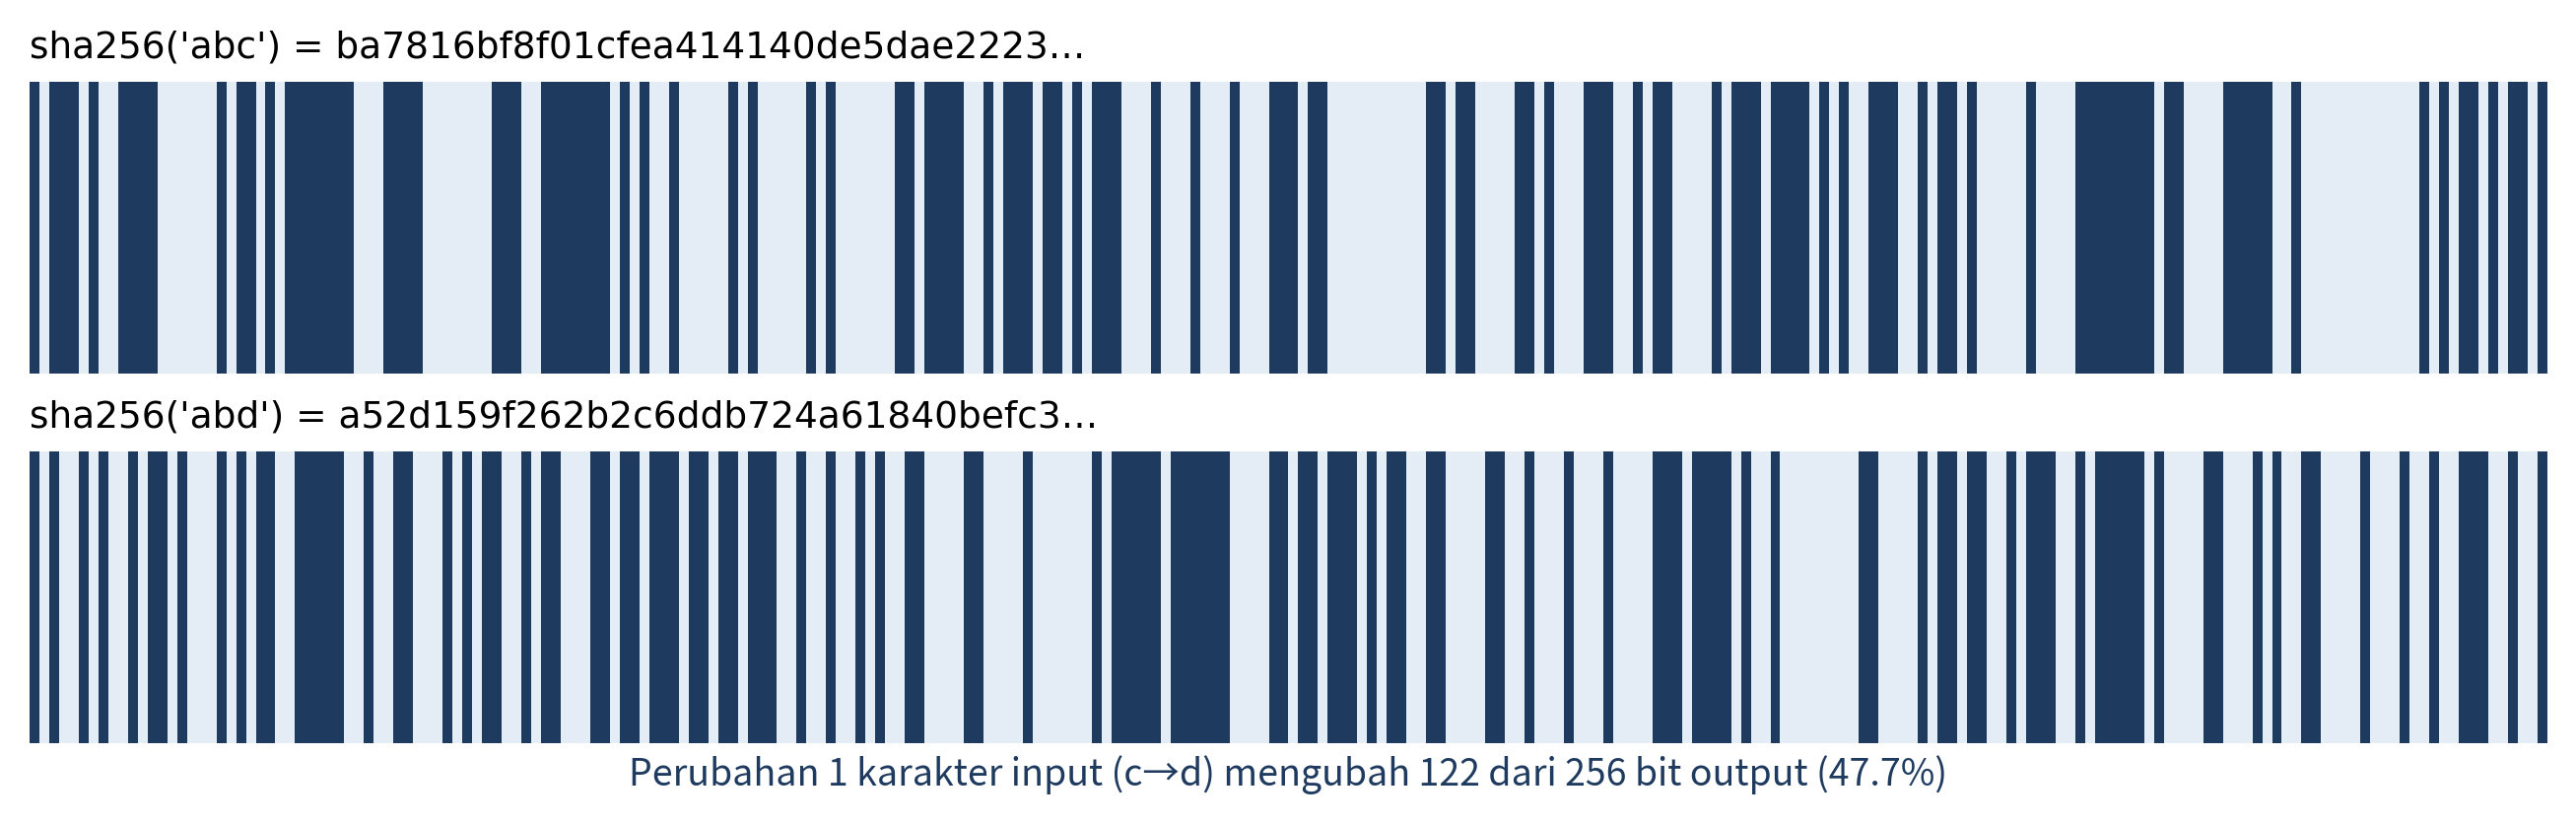 sha256('abc') = ba7816bf8f01cfea414140de5dae2223...
sha256('abd') = a52d159f262b2c6ddb724a61840befc3...
Perubahan 1 karakter input (c→d) mengubah 122 dari 256 bit output (47.7%)